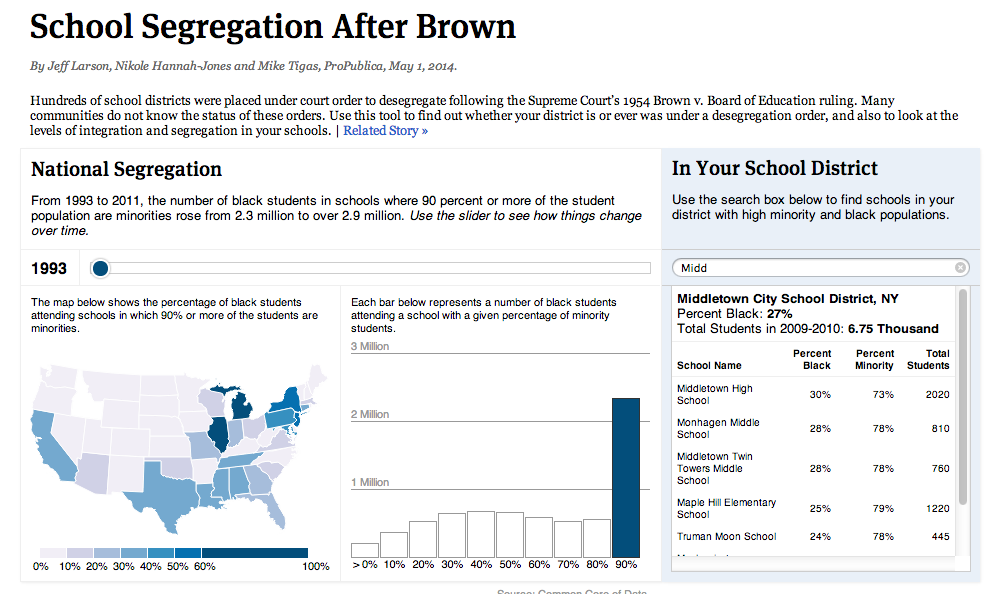 School Segregation After Brown
By Jeff Larson, Nikole Hannah-Jones and Mike Tigas, ProPublica, May 1, 2014.
Hundreds of school districts were placed under court order to desegregate following the Supreme Court's 1954 Brown v. Board of Education ruling. Many
communities do not know the status of these orders. Use this tool to find out whether your district is or ever was under a desegregation order, and also to look at the
levels of integration and segregation in your schools. | Related Story »
National Segregation
From 1993 to 2011, the number of black students in schools where 90 percent or more of the student
population are minorities rose from 2.3 million to over 2.9 million. Use the slider to see how things change
over time.
1993
The map below shows the percentage of black students
attending schools in which 90% or more of the students are
minorities.
0% 10% 20% 30% 40% 50% 60% 100%
Each bar below represents a number of black students
attending a school with a given percentage of minority
students.
3 Million
2 Million
1 Million
> 0% 10% 20% 30% 40% 50% 60% 70% 80% 90%
Source: Common Core of Data
In Your School District
Use the search box below to find schools in your
district with high minority and black populations.
Midd
Middletown City School District, NY
Percent Black: 27%
Total Students in 2009-2010: 6.75 Thousand
School Name Percent Black Percent Minority Total Students
Middletown High School 30% 73% 2020
Monhagen Middle School 28% 78% 810
Middletown Twin Towers Middle School 28% 78% 760
Maple Hill Elementary School 25% 79% 1220
Truman Moon School 24% 78% 445